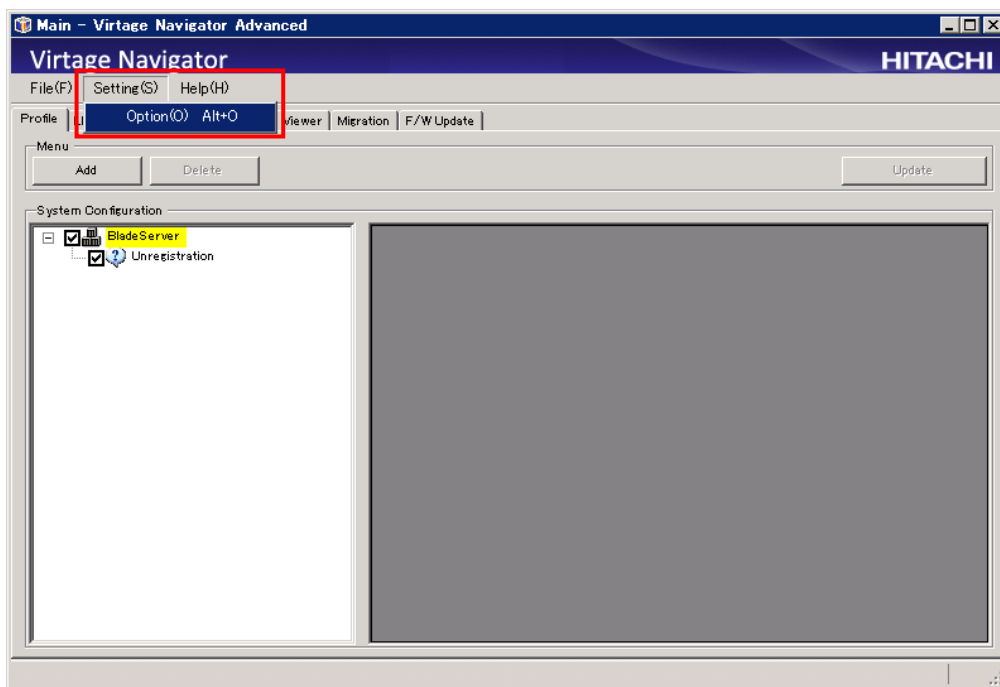 Main - Virtage Navigator Advanced
Virtage Navigator
HITACHI
File(F) Setting(S) Help(H)
Option(O) Alt+O
Profile Viewer Migration F/W Update
Menu
Add Delete Update
System Configuration
BladeServer
Unregistration